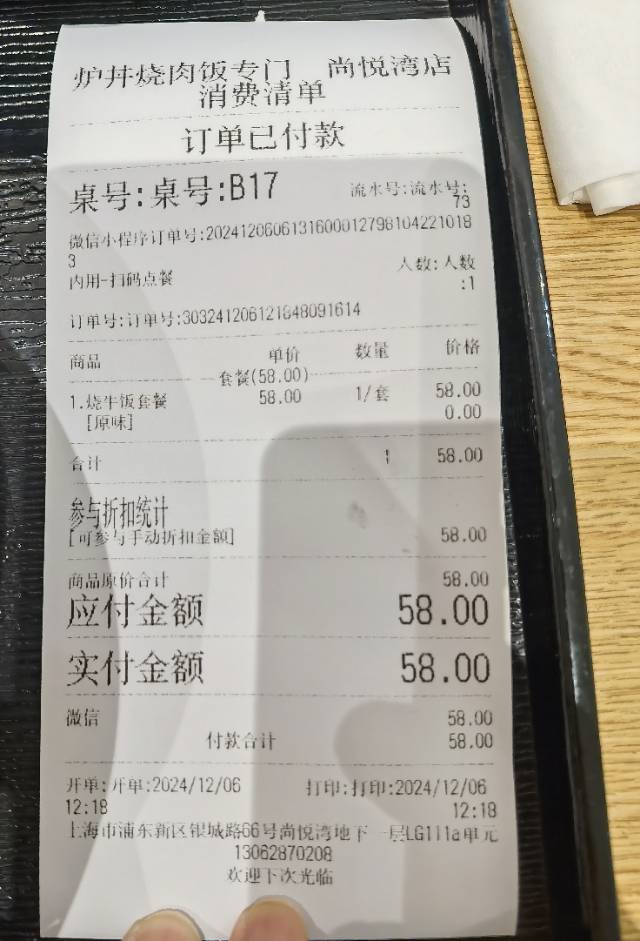 炉丼烧肉饭专门 尚悦湾店
消费清单
订单已付款
桌号:桌号:B17 流水号:流水号:
73
微信小程序订单号:2024120606131600012798104221018
3
内用-扫码点餐 人数:人数
:1
订单号:订单号:303241206121848091614
商品 单价 数量 价格
套餐(58.00)
1.烧牛饭套餐 58.00 1/套 58.00
[原味] 0.00
合计 1 58.00
参与折扣统计
[可参与手动折扣金额] 58.00
商品原价合计 58.00
应付金额 58.00
实付金额 58.00
微信 58.00
付款合计 58.00
开单:开单:2024/12/06 打印:打印:2024/12/06
12:18 12:18
上海市浦东新区银城路66号尚悦湾地下一层LG111a单元
13062870208
欢迎下次光临